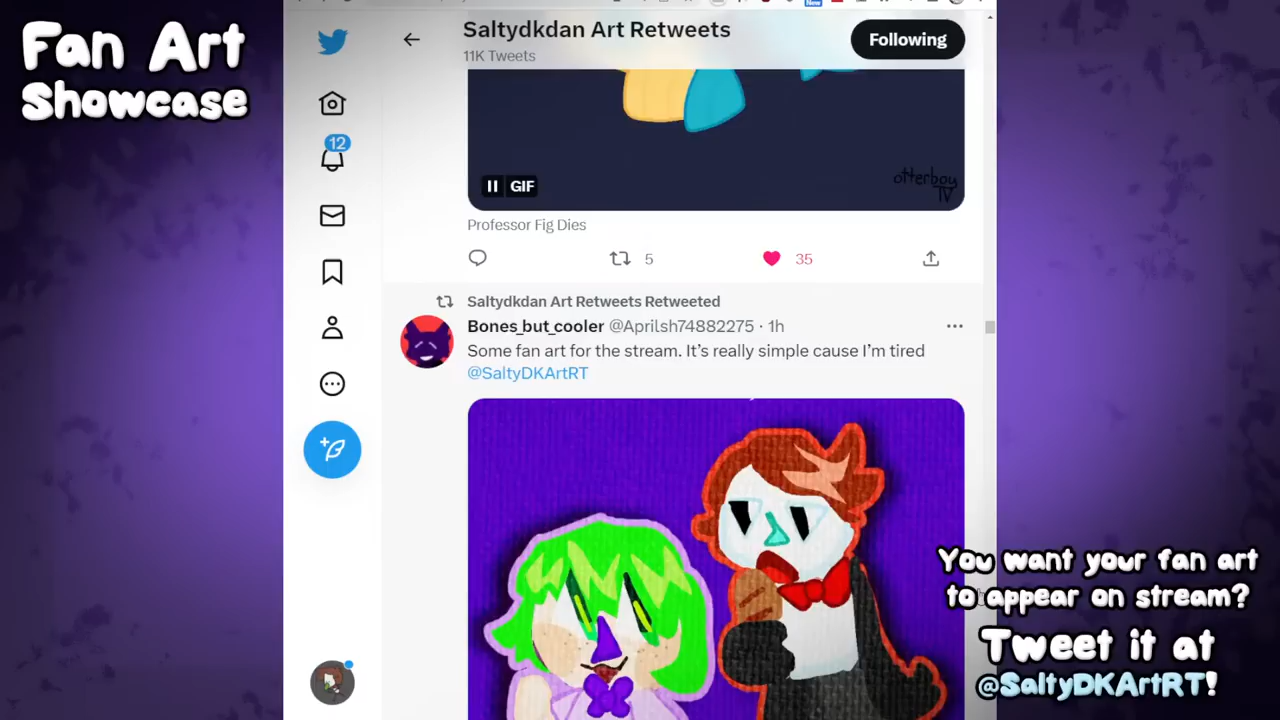 Fan Art
Showcase
New
Saltydkdan Art Retweets
11K Tweets
Following
12
GIF
otterboy
TV
Professor Fig Dies
5
35
Saltydkdan Art Retweets Retweeted
Bones_but_cooler @Aprilsh74882275 · 1h
Some fan art for the stream. It’s really simple cause I’m tired
@SaltyDKArtRT
You want your fan art
to appear on stream?
Tweet it at
@SaltyDKArtRT!